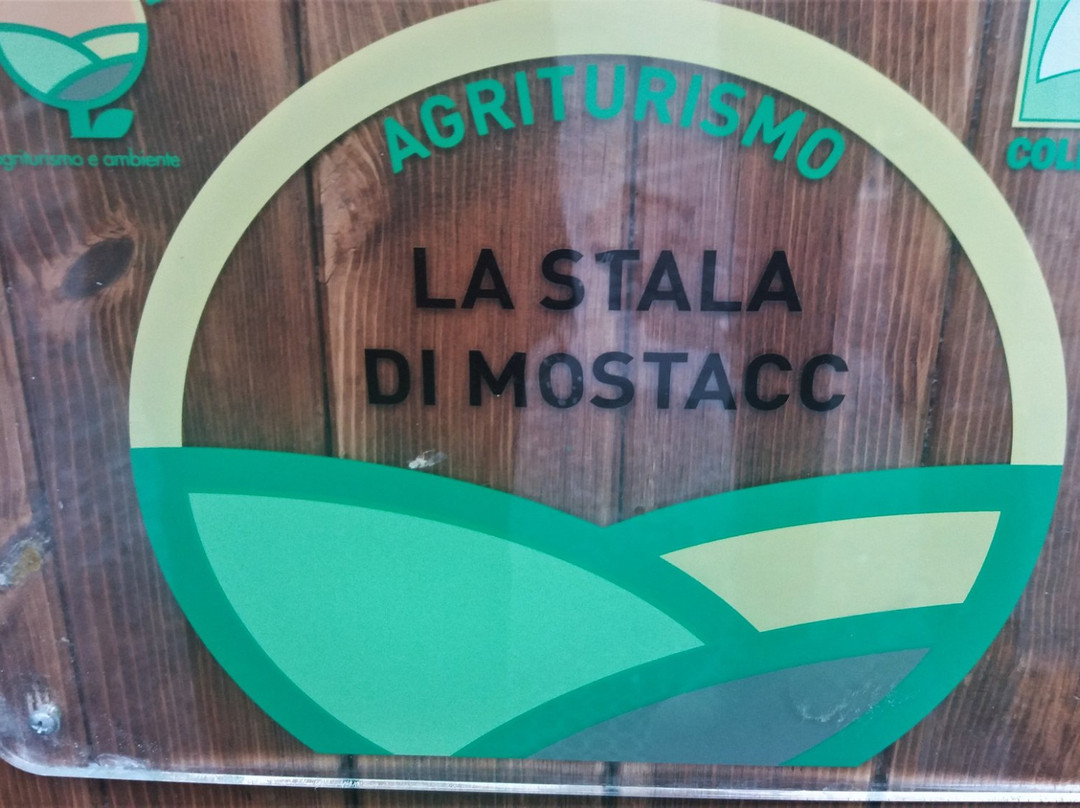 AGRITURISMO
LA STALA
DI MOSTACC
agriturismo e ambiente